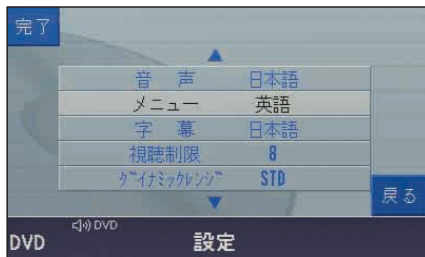 完了
音 声 日本語
メニュー 英語
字 幕 日本語
視聴制限 8
ダイナミックレンジ STD
戻る
DVD
DVD 設定